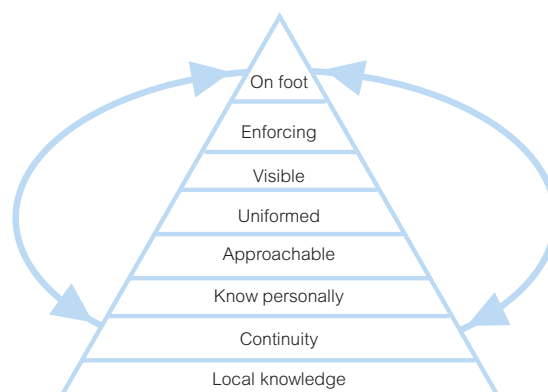 On foot
Enforcing
Visible
Uniformed
Approachable
Know personally
Continuity
Local knowledge